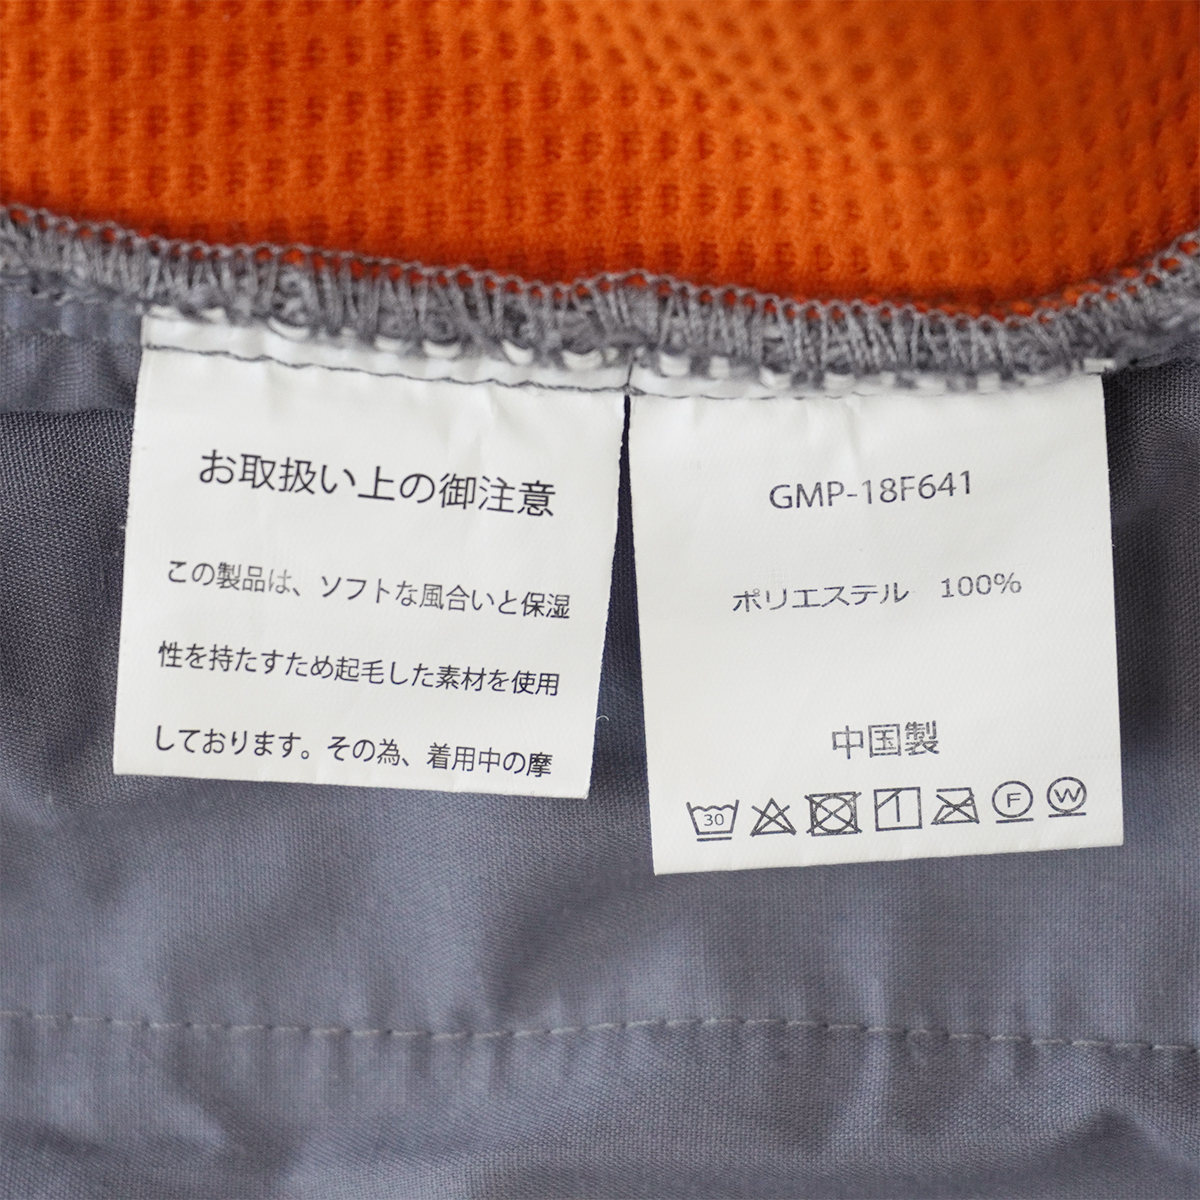 お取扱い上の御注意
この製品は、ソフトな風合いと保湿
性を持たすため起毛した素材を使用
しております。その為、着用中の摩
GMP-18F641
ポリエステル 100%
中国製
30
F
W